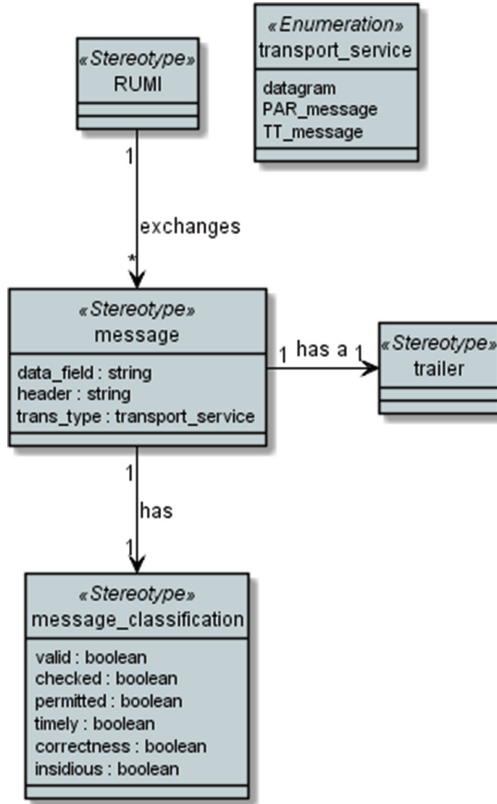 «Stereotype»
RUMI
«Enumeration»
transport_service
datagram
PAR_message
TT_message
1
exchanges
*
«Stereotype»
message
data_field : string
header : string
trans_type : transport_service
1 has a 1
«Stereotype»
trailer
1
has
1
«Stereotype»
message_classification
valid : boolean
checked : boolean
permitted : boolean
timely : boolean
correctness : boolean
insidious : boolean